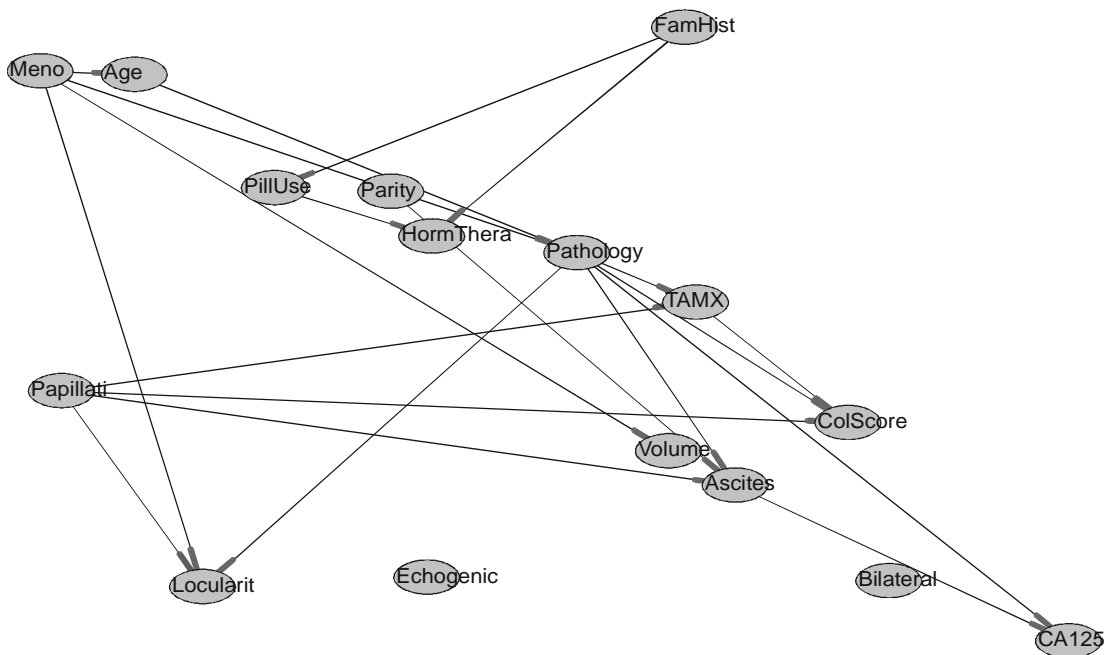 FamHist
Meno
Age
PillUse
Parity
HormThera
Pathology
TAMX
Papillati
ColScore
Volume
Ascites
Locularit
Echogenic
Bilateral
CA125